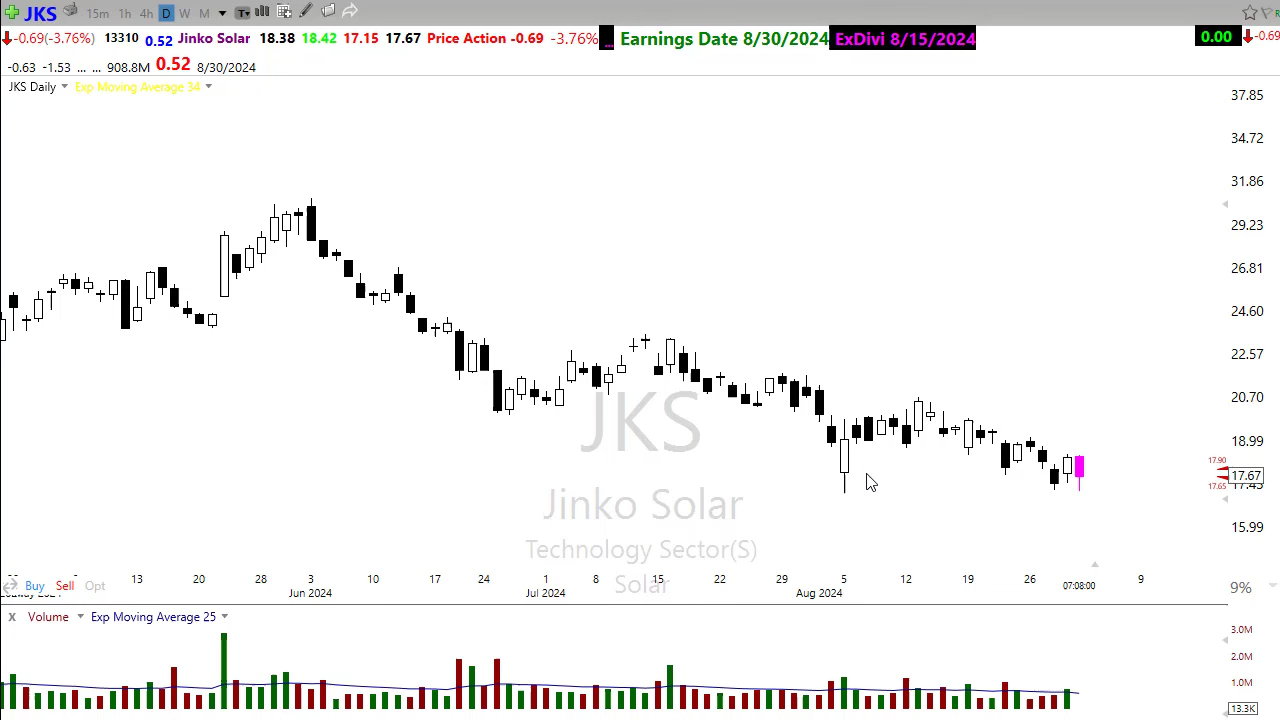 JKS 15m 1h 4h D W M T
-0.69(-3.76%) 13310 0.52 Jinko Solar 18.38 18.42 17.15 17.67 Price Action -0.69 -3.76% ... Earnings Date 8/30/2024 ExDivi 8/15/2024 0.00 -0.69
-0.63 -1.53 ... ... 908.8M 0.52 8/30/2024
JKS Daily Exp Moving Average 34
37.85
34.72
31.86
29.23
26.81
24.60
22.57
20.70
18.99
17.90
17.67
17.65
15.99
JKS
Jinko Solar
Technology Sector(S)
Solar
13 20 28 3 10 17 24 1 8 15 22 29 5 12 19 26 9
Buy Sell Opt 07:08:00 9%
Jun 2024 Jul 2024 Aug 2024
X Volume Exp Moving Average 25
3.0M
2.0M
1.0M
13.3K